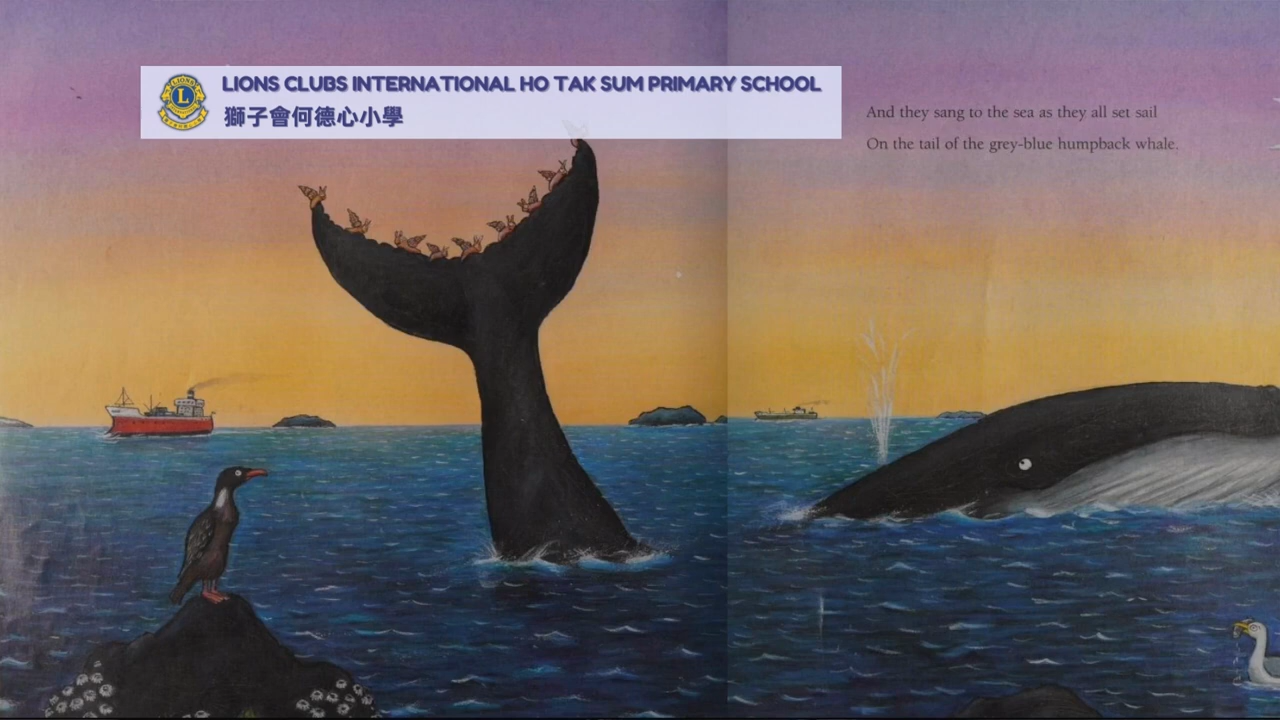 LIONS CLUBS INTERNATIONAL HO TAK SUM PRIMARY SCHOOL
獅子會何德心小學
And they sang to the sea as they all set sail
On the tail of the grey-blue humpback whale.